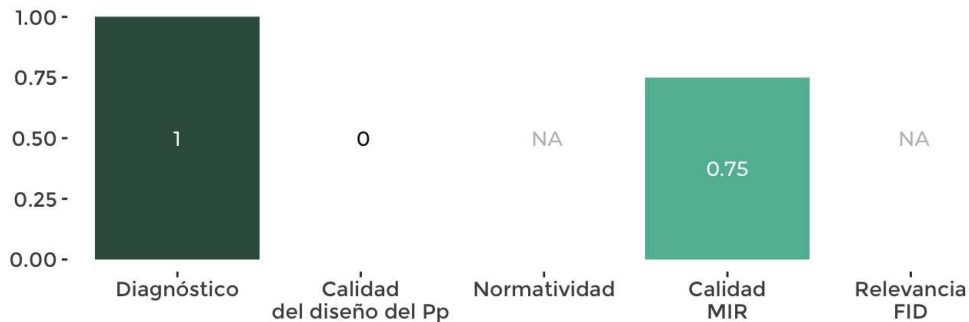 1.00
0.75
0.50
0.25
0.00
1
0
NA
0.75
NA
Diagnóstico
Calidad
del diseño del Pp
Normatividad
Calidad
MIR
Relevancia
FID